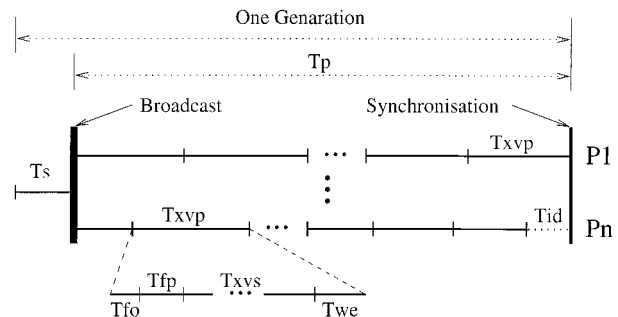 One Genaration
Tp
Broadcast
Synchronisation
Ts
Txvp
P1
Txvp
Tid
Pn
Tfp
Txvs
Tfo
Twe